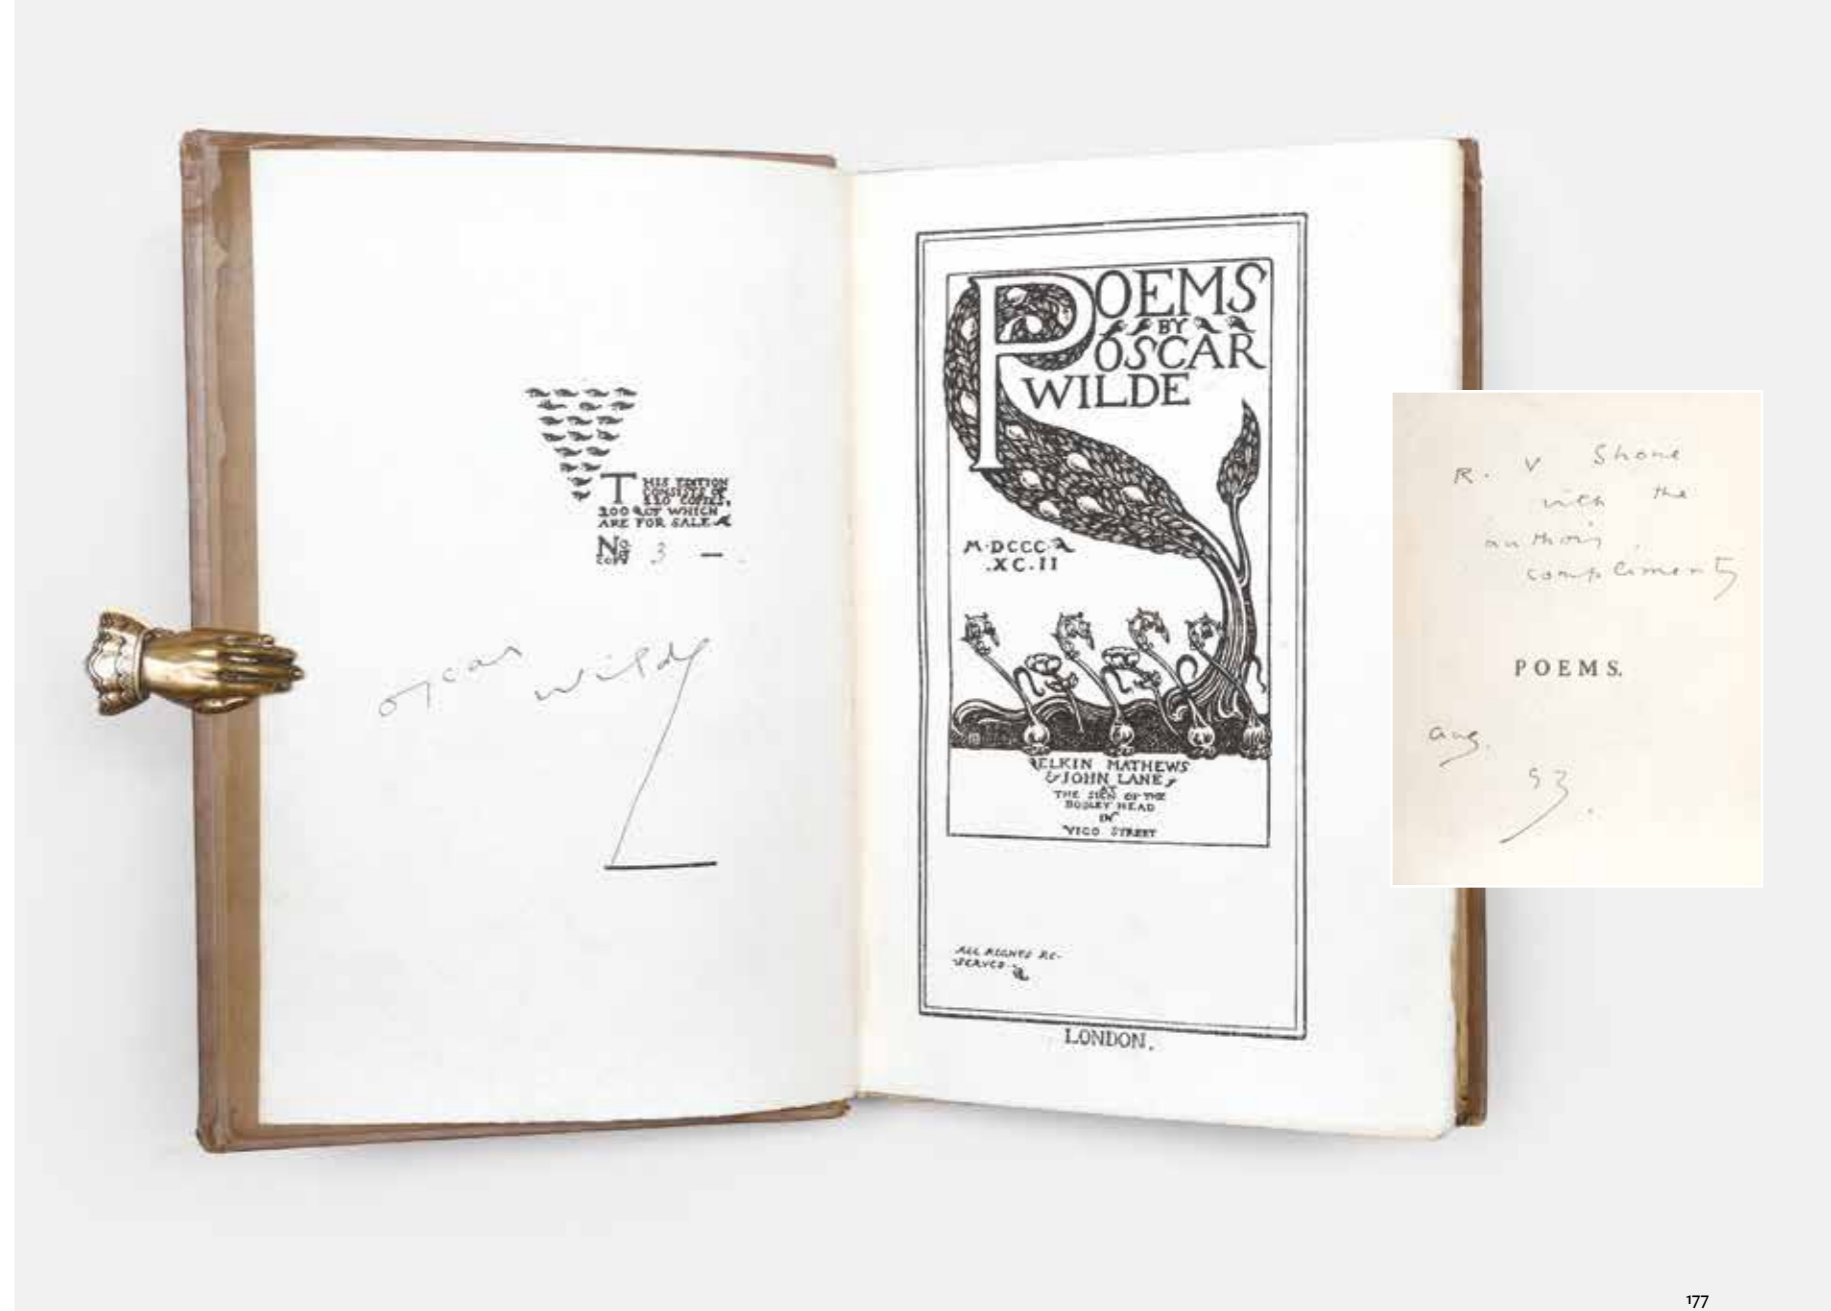 THIS EDITION
CONSISTS OF
220 COPIES,
200 OF WHICH
ARE FOR SALE
No. OF
COPY 3 —
oscar wilde
POEMS
BY
OSCAR
WILDE
M·DCCC·
.XC.II
ELKIN MATHEWS
& JOHN LANE
AT
THE SIGN OF THE
BODLEY HEAD
IN
VIGO STREET
ALL RIGHTS RE-
SERVED
LONDON.
R. V Shone
with the
author's
compliments
POEMS.
Aug.
93.
177